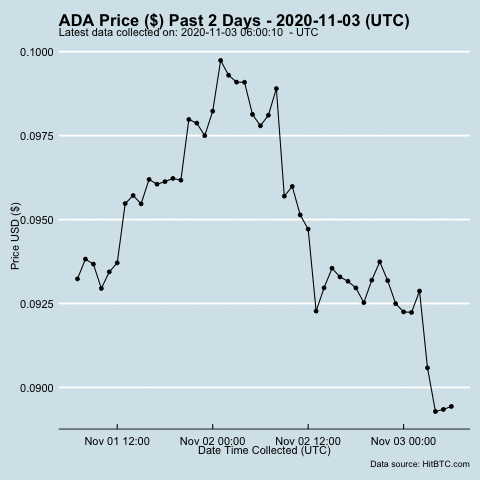 ADA Price ($) Past 2 Days - 2020-11-03 (UTC)
Latest data collected on: 2020-11-03 06:00:10  - UTC
0.1000
0.0975
0.0950
0.0925
0.0900
Price USD ($)
Nov 01 12:00 Nov 02 00:00 Nov 02 12:00 Nov 03 00:00
Date Time Collected (UTC)
Data source: HitBTC.com